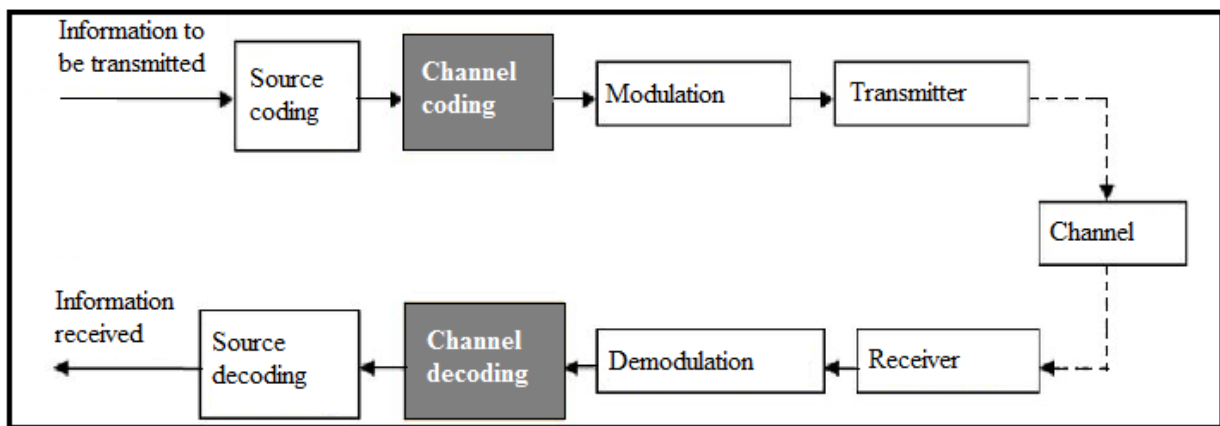 Information to
be transmitted
Source
coding
Channel
coding
Modulation
Transmitter
Channel
Information
received
Source
decoding
Channel
decoding
Demodulation
Receiver